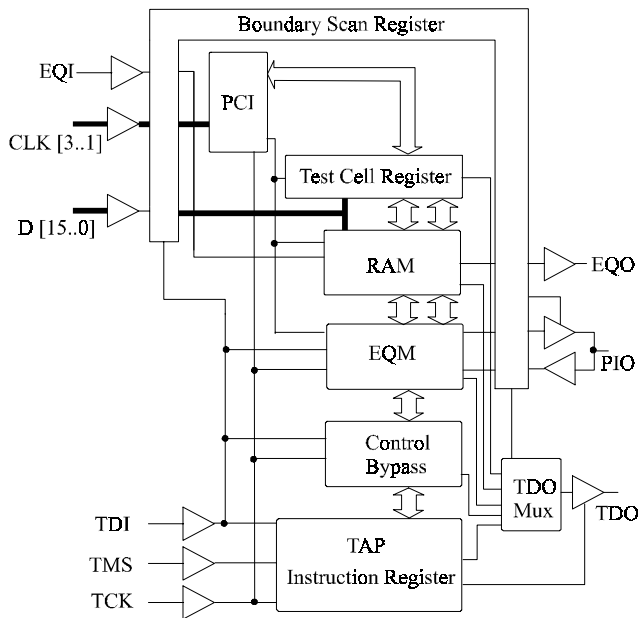 Boundary Scan Register
EQI
PCI
CLK [3..1]
Test Cell Register
D [15..0]
RAM
EQO
EQM
PIO
Control
Bypass
TDO
Mux
TDO
TDI
TAP
TMS
Instruction Register
TCK